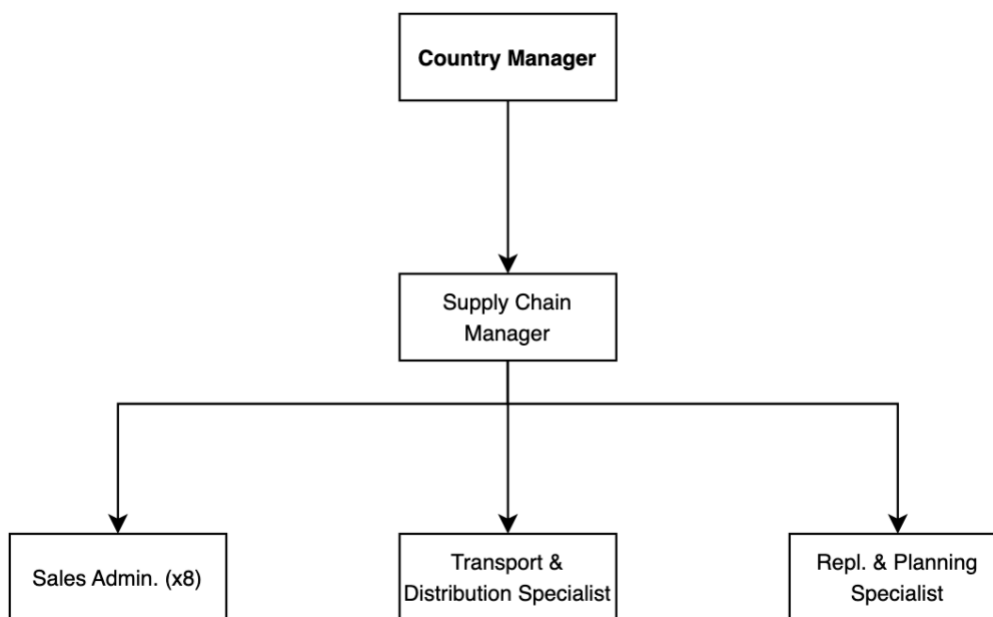 Country Manager
Supply Chain
Manager
Sales Admin. (x8)
Transport &
Distribution Specialist
Repl. & Planning
Specialist